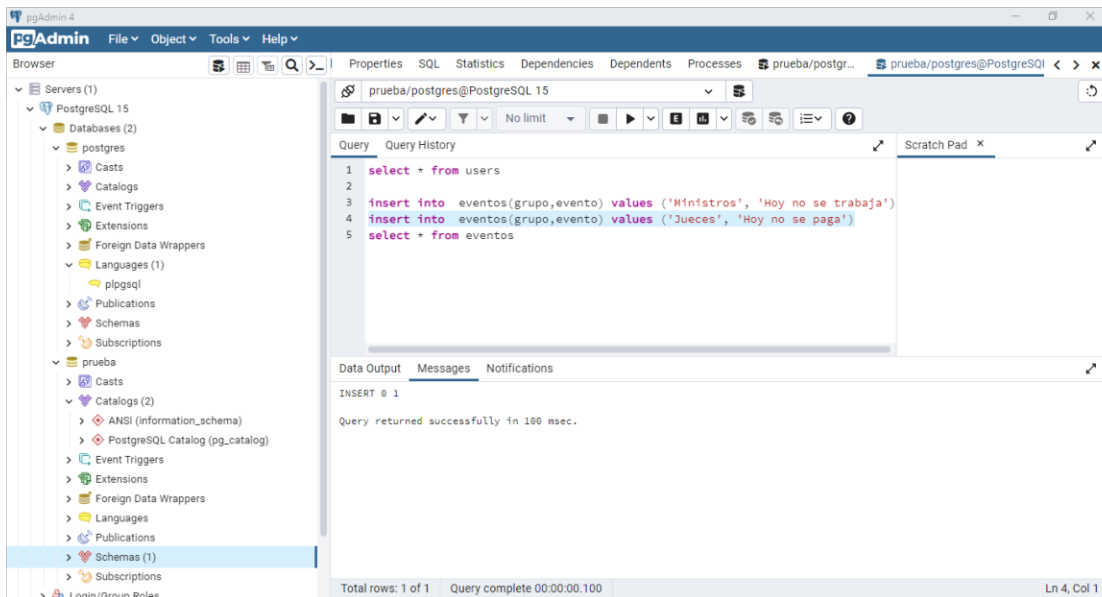 pgAdmin 4
pgAdmin File Object Tools Help
Browser
Servers (1)
PostgreSQL 15
Databases (2)
postgres
Casts
Catalogs
Event Triggers
Extensions
Foreign Data Wrappers
Languages (1)
plpgsql
Publications
Schemas
Subscriptions
prueba
Casts
Catalogs (2)
ANSI (information_schema)
PostgreSQL Catalog (pg_catalog)
Event Triggers
Extensions
Foreign Data Wrappers
Languages
Publications
Schemas (1)
Subscriptions
Login/Group Roles
Properties SQL Statistics Dependencies Dependents Processes prueba/postgr... prueba/postgres@PostgreSQl
prueba/postgres@PostgreSQL 15
No limit
Query Query History
Scratch Pad
1 select * from users
2
3 insert into  eventos(grupo,evento) values ('Ministros', 'Hoy no se trabaja')
4 insert into  eventos(grupo,evento) values ('Jueces', 'Hoy no se paga')
5 select * from eventos
Data Output Messages Notifications
INSERT 0 1
Query returned successfully in 100 msec.
Total rows: 1 of 1 Query complete 00:00:00.100 Ln 4, Col 1